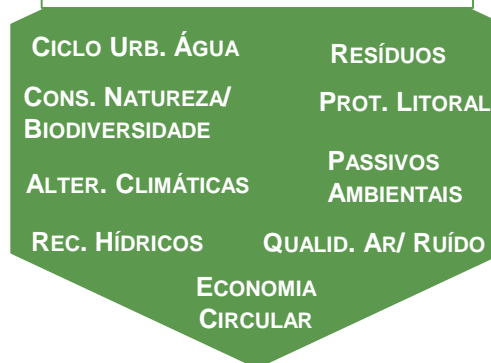 CICLO URB. ÁGUA
RESÍDUOS
CONS. NATUREZA/
BIODIVERSIDADE
PROT. LITORAL
ALTER. CLIMÁTICAS
PASSIVOS
AMBIENTAIS
REC. HÍDRICOS
QUALID. AR/ RUÍDO
ECONOMIA
CIRCULAR